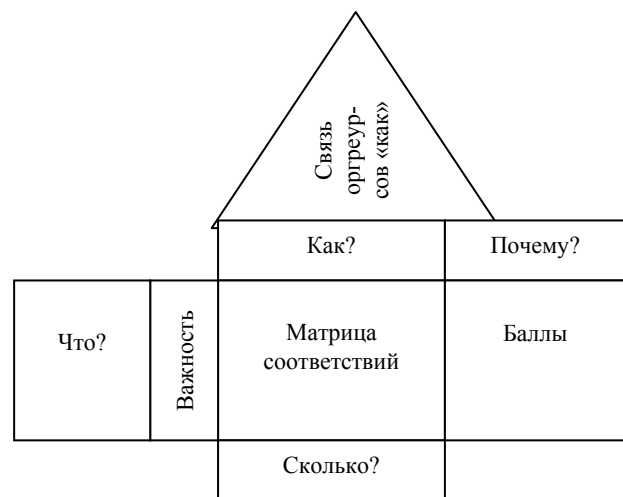 Связь
оргреур-
сов «как»
Как?
Почему?
Что?
Важность
Матрица
соответствий
Баллы
Сколько?